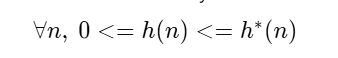 ∀n, 0 <= h(n) <= h*(n)